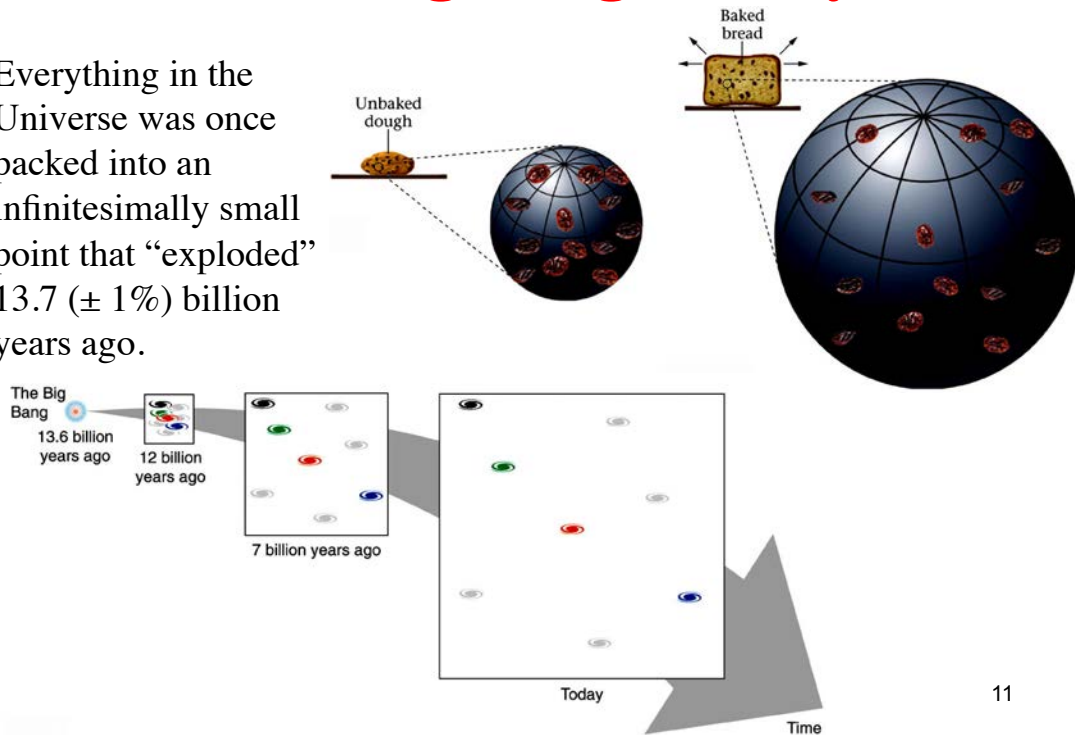 Everything in the
Universe was once
packed into an
infinitesimally small
point that “exploded”
13.7 (± 1%) billion
years ago.
Unbaked
dough
Baked
bread
The Big
Bang
13.6 billion
years ago
12 billion
years ago
7 billion years ago
Today
Time
11